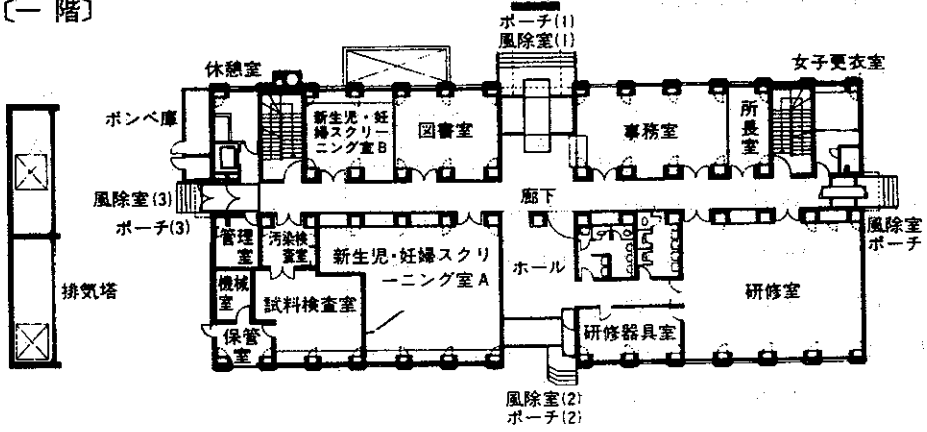 〔一 階〕
ポーチ(1)
風除室(1)
休憩室
女子更衣室
ボンベ庫
新生児・妊
婦スクリー
ニング室B
図書室
事務室
所長室
風除室(3)
ポーチ(3)
廊下
風除室
ポーチ
管理
室
汚染検
査室
新生児・妊婦スクリ
ーニング室A
ホール
機械
室
試料検査室
研修室
排気塔
保管
室
研修器具室
風除室(2)
ポーチ(2)